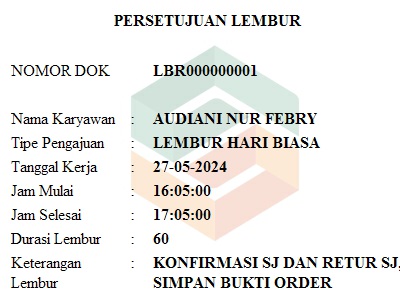 PERSETUJUAN LEMBUR
NOMOR DOK LBR000000001
Nama Karyawan : AUDIANI NUR FEBRY
Tipe Pengajuan : LEMBUR HARI BIASA
Tanggal Kerja : 27-05-2024
Jam Mulai : 16:05:00
Jam Selesai : 17:05:00
Durasi Lembur : 60
Keterangan : KONFIRMASI SJ DAN RETUR SJ,
Lembur SIMPAN BUKTI ORDER